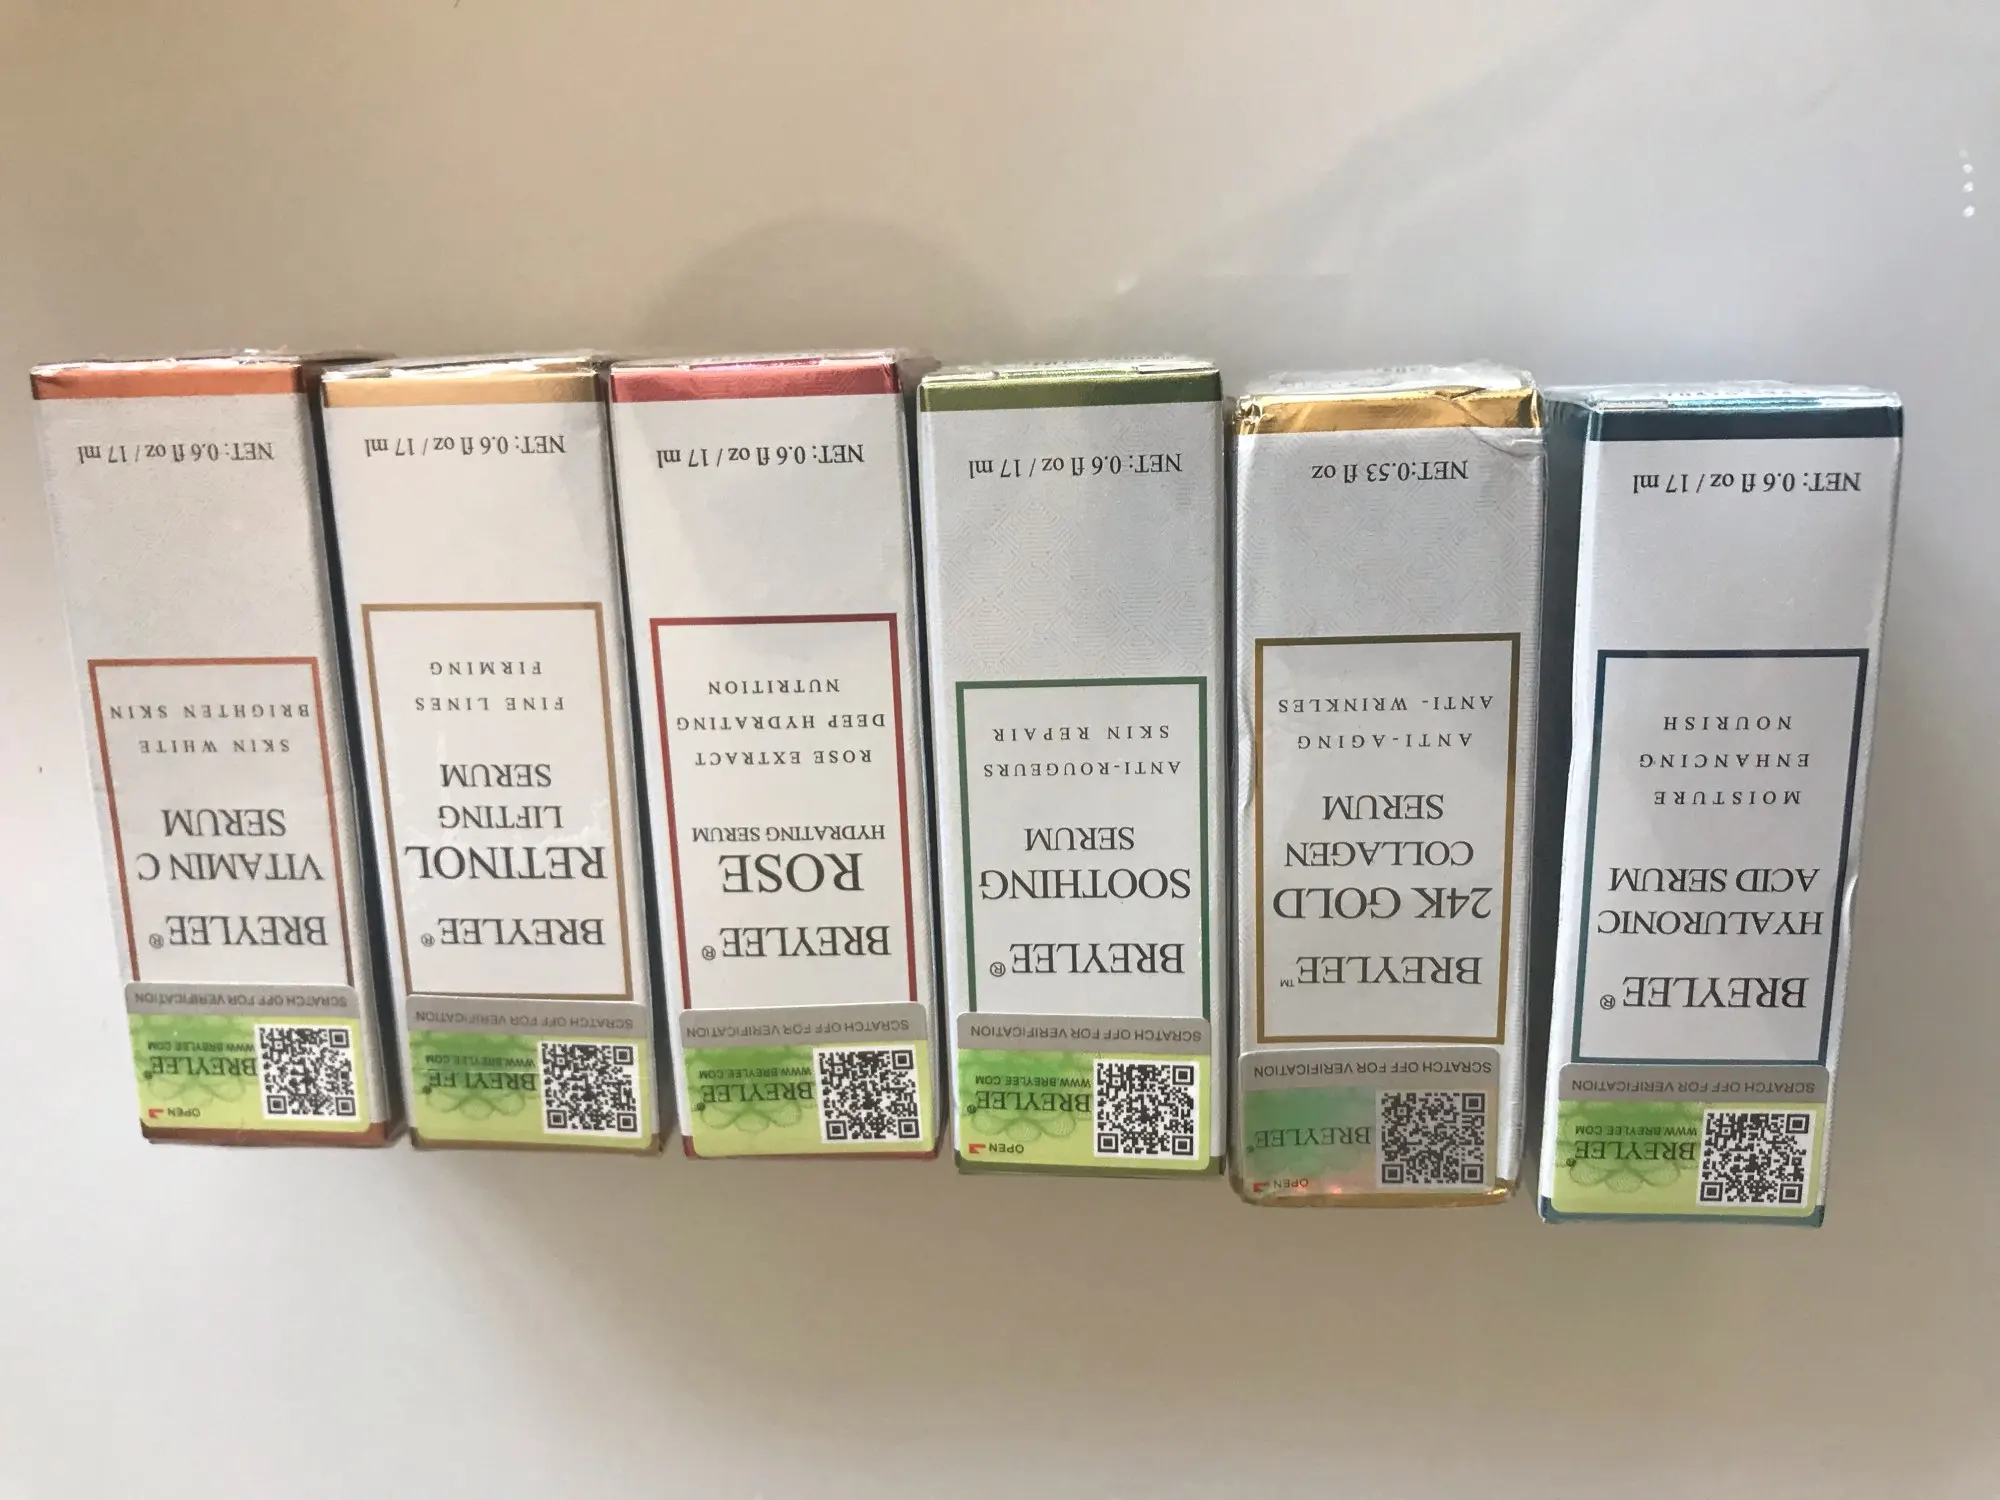 BREYLEE®
WWW.BREYLEE.COM
SCRATCH OFF FOR VERIFICATION
BREYLEE®
HYALURONIC
ACID SERUM
MOISTURE
ENHANCING
NOURISH
NET: 0.6 fl oz / 17 ml
OPEN
BREYLEE®
SCRATCH OFF FOR VERIFICATION
BREYLEE™
24K GOLD
COLLAGEN
SERUM
ANTI-AGING
ANTI-WRINKLES
NET:0.53 fl oz
OPEN
BREYLEE®
WWW.BREYLEE.COM
SCRATCH OFF FOR VERIFICATION
BREYLEE®
SOOTHING
SERUM
ANTI-ROUGEURS
SKIN REPAIR
NET: 0.6 fl oz / 17 ml
BREYLEE®
WWW.BREYLEE.COM
SCRATCH OFF FOR VERIFICATION
BREYLEE®
ROSE
HYDRATING SERUM
ROSE EXTRACT
DEEP HYDRATING
NUTRITION
NET: 0.6 fl oz / 17 ml
BREYLEE®
WWW.BREYLEE.COM
SCRATCH OFF FOR VERIFICATION
BREYLEE®
RETINOL
LIFTING
SERUM
FINE LINES
FIRMING
NET: 0.6 fl oz / 17 ml
OPEN
BREYLEE®
WWW.BREYLEE.COM
SCRATCH OFF FOR VERIFICATION
BREYLEE®
VITAMIN C
SERUM
SKIN WHITE
BRIGHTEN SKIN
NET: 0.6 fl oz / 17 ml